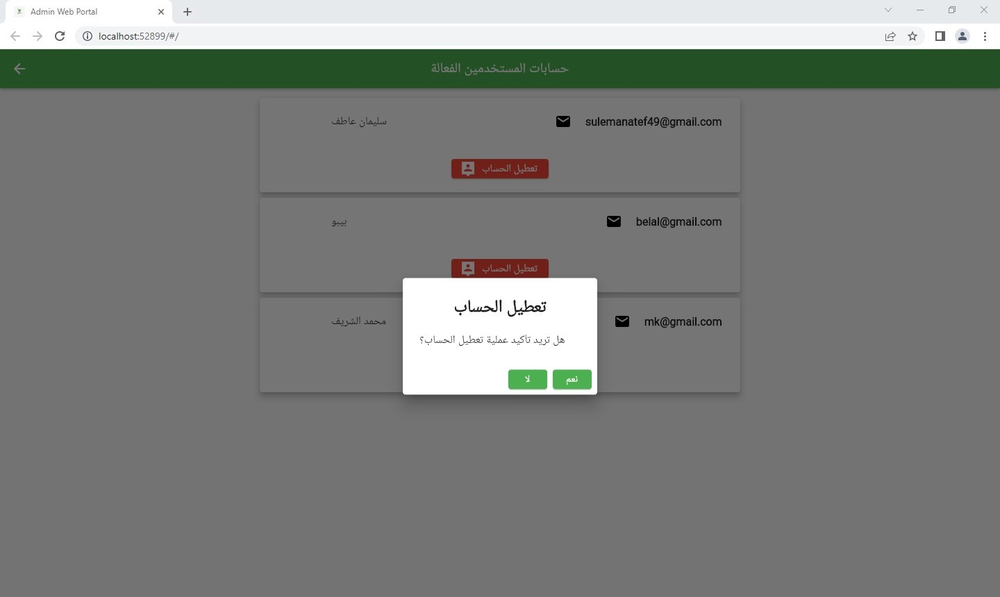 Admin Web Portal
localhost:52899/#/
حسابات المستخدمين الفعالة
sulemanatef49@gmail.com
سليمان عاطف
تعطيل الحساب
belal@gmail.com
بيبو
تعطيل الحساب
mk@gmail.com
محمد الشريف
تعطيل الحساب
هل تريد تأكيد عملية تعطيل الحساب؟
نعم
لا